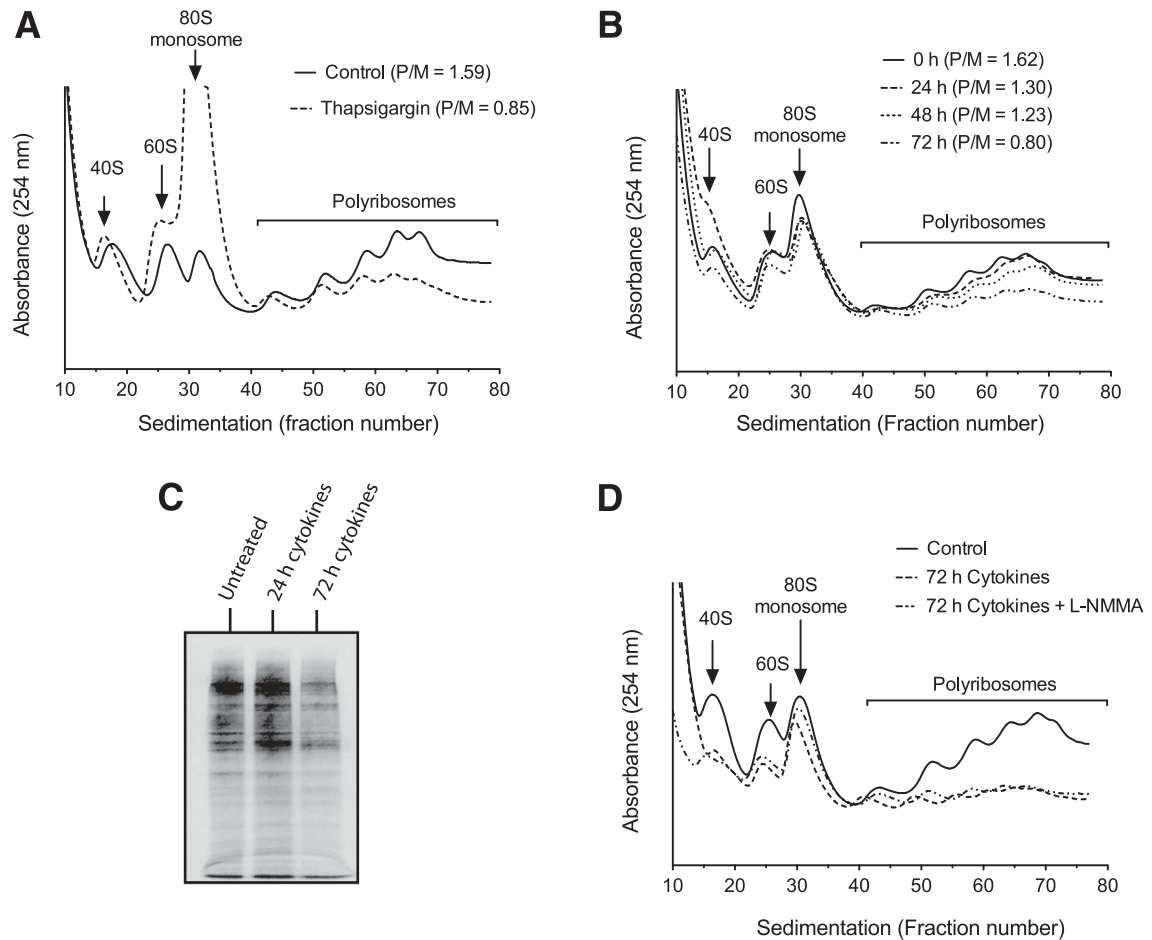 A
80S
monosome
Control (P/M = 1.59)
Thapsigargin (P/M = 0.85)
40S
60S
Polyribosomes
Absorbance (254 nm)
10 20 30 40 50 60 70 80
Sedimentation (fraction number)
B
0 h (P/M = 1.62)
24 h (P/M = 1.30)
48 h (P/M = 1.23)
72 h (P/M = 0.80)
40S
60S
80S
monosome
Polyribosomes
Absorbance (254 nm)
10 20 30 40 50 60 70 80
Sedimentation (Fraction number)
C
Untreated
24 h cytokines
72 h cytokines
D
Control
72 h Cytokines
72 h Cytokines + L-NMMA
40S
60S
80S
monosome
Polyribosomes
Absorbance (254 nm)
10 20 30 40 50 60 70 80
Sedimentation (Fraction number)